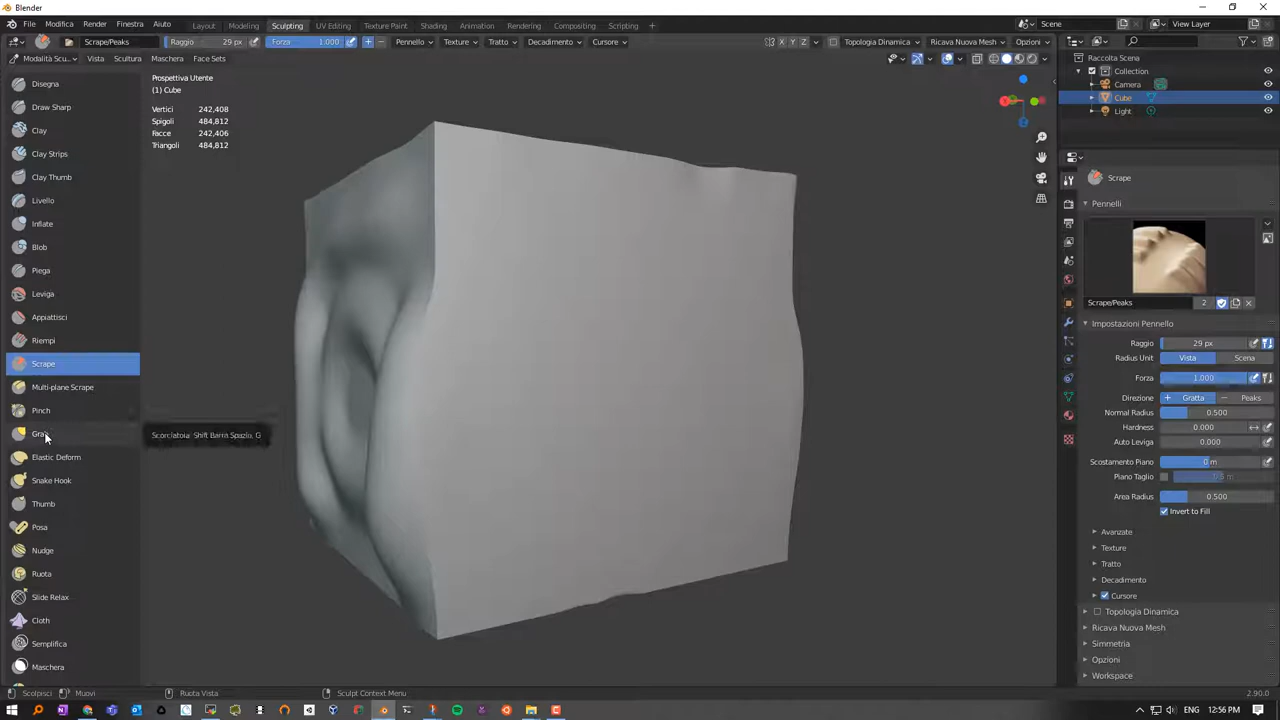 Blender
File Modifica Render Finestra Aiuto Layout Modeling Sculpting UV Editing Texture Paint Shading Animation Rendering Compositing Scripting + Scene View Layer
Scrape/Peaks Raggio 29 px Forza 1.000 Pennello Texture Tratto Decadimento Cursore X Y Z Topologia Dinamica Ricava Nuova Mesh Opzioni
Modalità Scu... Vista Scultura Maschera Face Sets
Raccolta Scena
Collection
Camera
Cube
Light
Prospettiva Utente
(1) Cube
Vertici 242,408
Spigoli 484,812
Facce 242,406
Triangoli 484,812
Disegna
Draw Sharp
Clay
Clay Strips
Clay Thumb
Livello
Inflate
Blob
Piega
Leviga
Appiattisci
Riempi
Scrape
Multi-plane Scrape
Pinch
Grab
Scorciatoia: Shift Barra Spazio, G
Elastic Deform
Snake Hook
Thumb
Posa
Nudge
Ruota
Slide Relax
Cloth
Semplifica
Maschera
Scrape
Pennelli
Scrape/Peaks 2
Impostazioni Pennello
Raggio 29 px
Radius Unit Vista Scena
Forza 1.000
Direzione + Gratta − Peaks
Normal Radius 0.500
Hardness 0.000
Auto Leviga 0.000
Scostamento Piano 0 m
Piano Taglio 0.5 m
Area Radius 0.500
Invert to Fill
Avanzate
Texture
Tratto
Decadimento
Cursore
Topologia Dinamica
Ricava Nuova Mesh
Simmetria
Opzioni
Workspace
Scolpisci Muovi Ruota Vista Sculpt Context Menu 2.90.0
12:56 PM